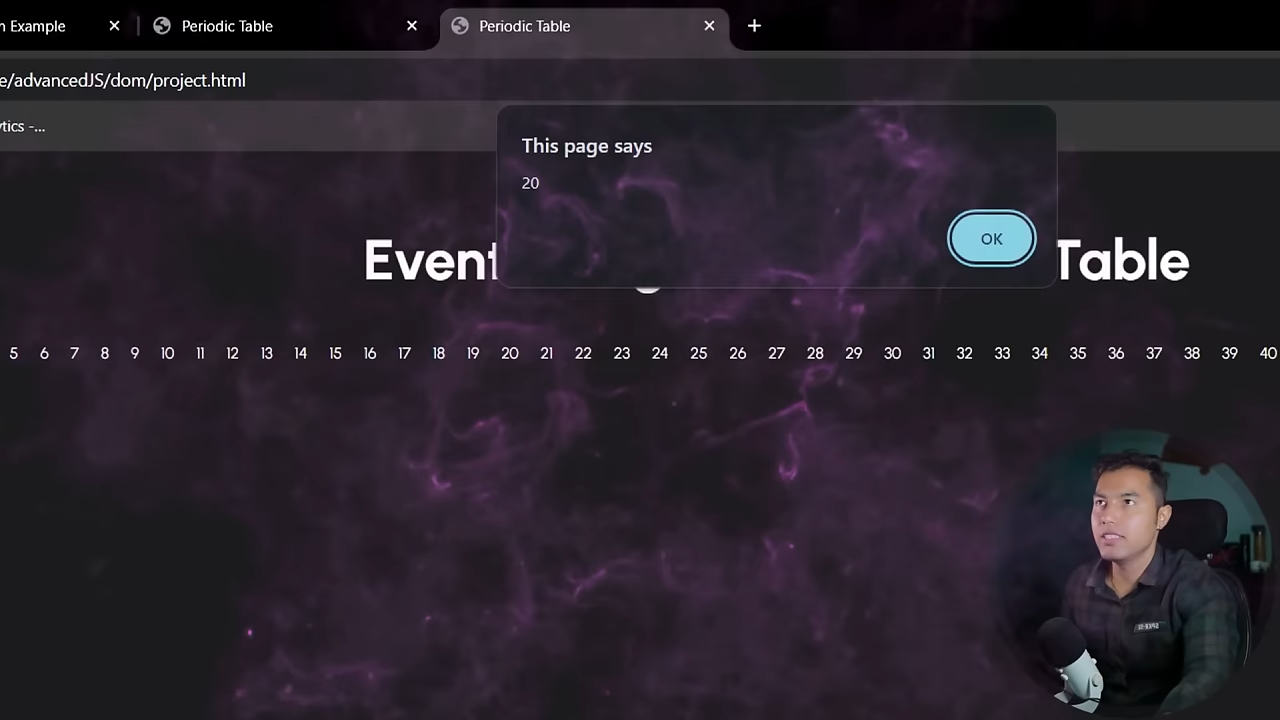 n Example
Periodic Table
Periodic Table
e/advancedJS/dom/project.html
ytics -...
This page says
20
OK
Event
Table
5 6 7 8 9 10 11 12 13 14 15 16 17 18 19 20 21 22 23 24 25 26 27 28 29 30 31 32 33 34 35 36 37 38 39 40